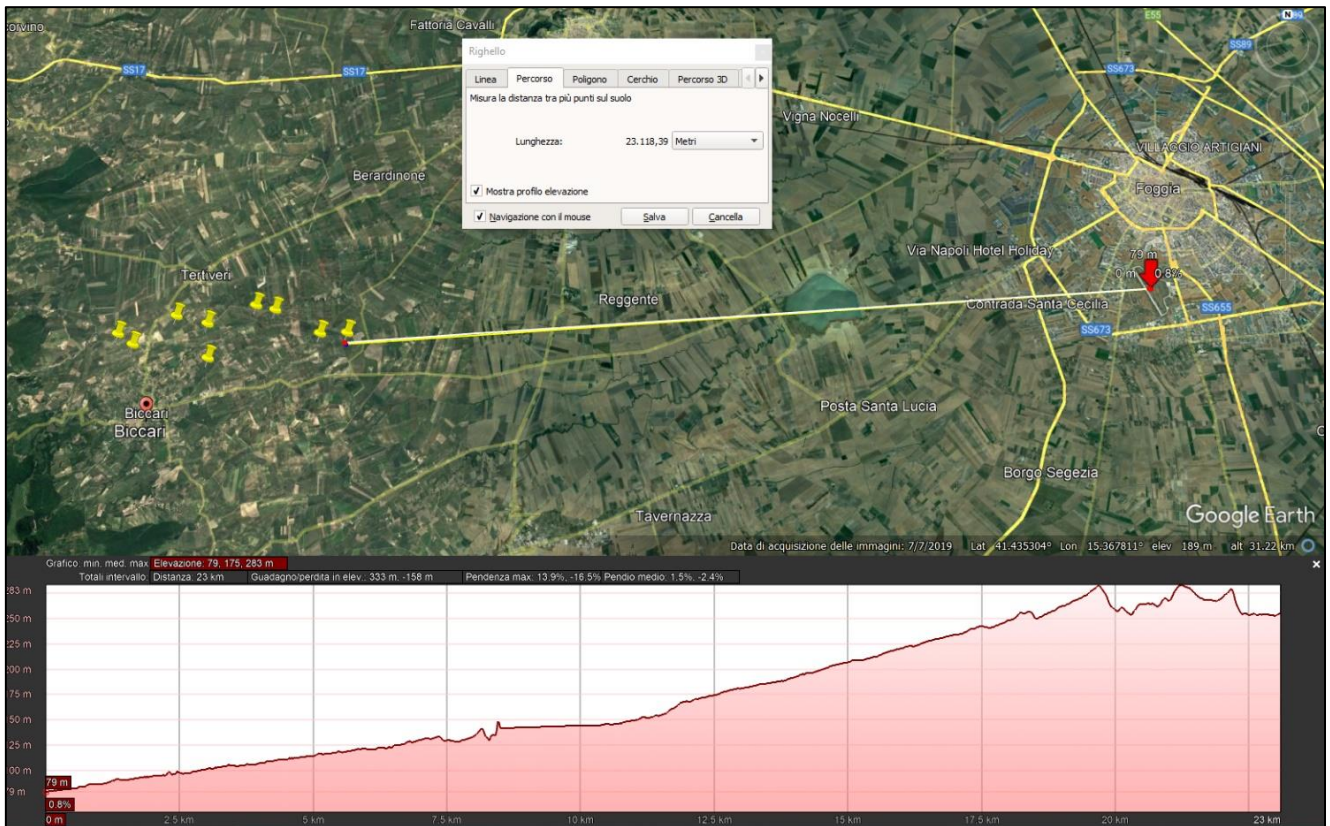 corvino
Fattoria Cavalli
E55
N
SS89
SS17
SS17
SS673
Righello
Linea Percorso Poligono Cerchio Percorso 3D
Misura la distanza tra più punti sul suolo
Lunghezza: 23.118,39 Metri
Mostra profilo elevazione
Navigazione con il mouse Salva Cancella
Vigna Nocelli
VILLAGGIO ARTIGIANI
Foggia
Berardinone
Via Napoli Hotel Holiday
79 m
0 m 0.8%
Tertiveri
Reggente
Contrada Santa Cecilia
SS655
SS673
Biccari
Biccari
Posta Santa Lucia
Borgo Segezia
Tavernazza
Google Earth
Data di acquisizione delle immagini: 7/7/2019 Lat 41.435304° Lon 15.367811° elev 189 m alt 31.22 km
Grafico: min, med, max Elevazione: 79, 175, 283 m
Totali intervallo: Distanza: 23 km Guadagno/perdita in elev.: 333 m, -158 m Pendenza max: 13.9%, -16.5% Pendio medio: 1.5%, -2.4%
283 m
250 m
225 m
200 m
175 m
150 m
125 m
100 m
79 m
79 m
0.8%
0 m 2.5 km 5 km 7.5 km 10 km 12.5 km 15 km 17.5 km 20 km 23 km